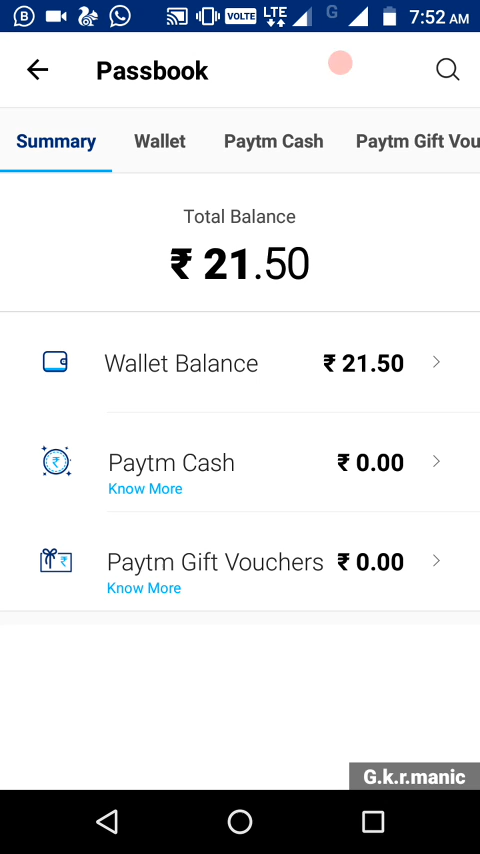 B VOLTE LTE G 7:52 AM
Passbook
Summary Wallet Paytm Cash Paytm Gift Vou
Total Balance
₹ 21.50
Wallet Balance ₹ 21.50
Paytm Cash ₹ 0.00
Know More
Paytm Gift Vouchers ₹ 0.00
Know More
G.k.r.manic